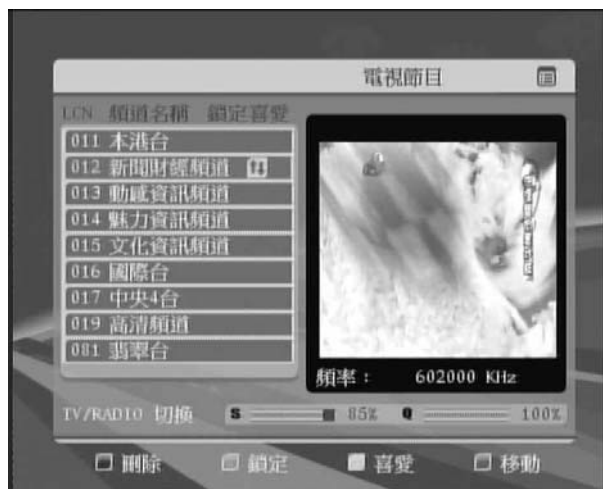 電視節目
LCN 頻道名稱 鎖定喜愛
011 本港台
012 新聞財經頻道
013 動感資訊頻道
014 魅力資訊頻道
015 文化資訊頻道
016 國際台
017 中央4台
019 高清頻道
081 翡翠台
頻率： 602000 KHz
TV/RADIO 切換 S 85% Q 100%
刪除 鎖定 喜愛 移動